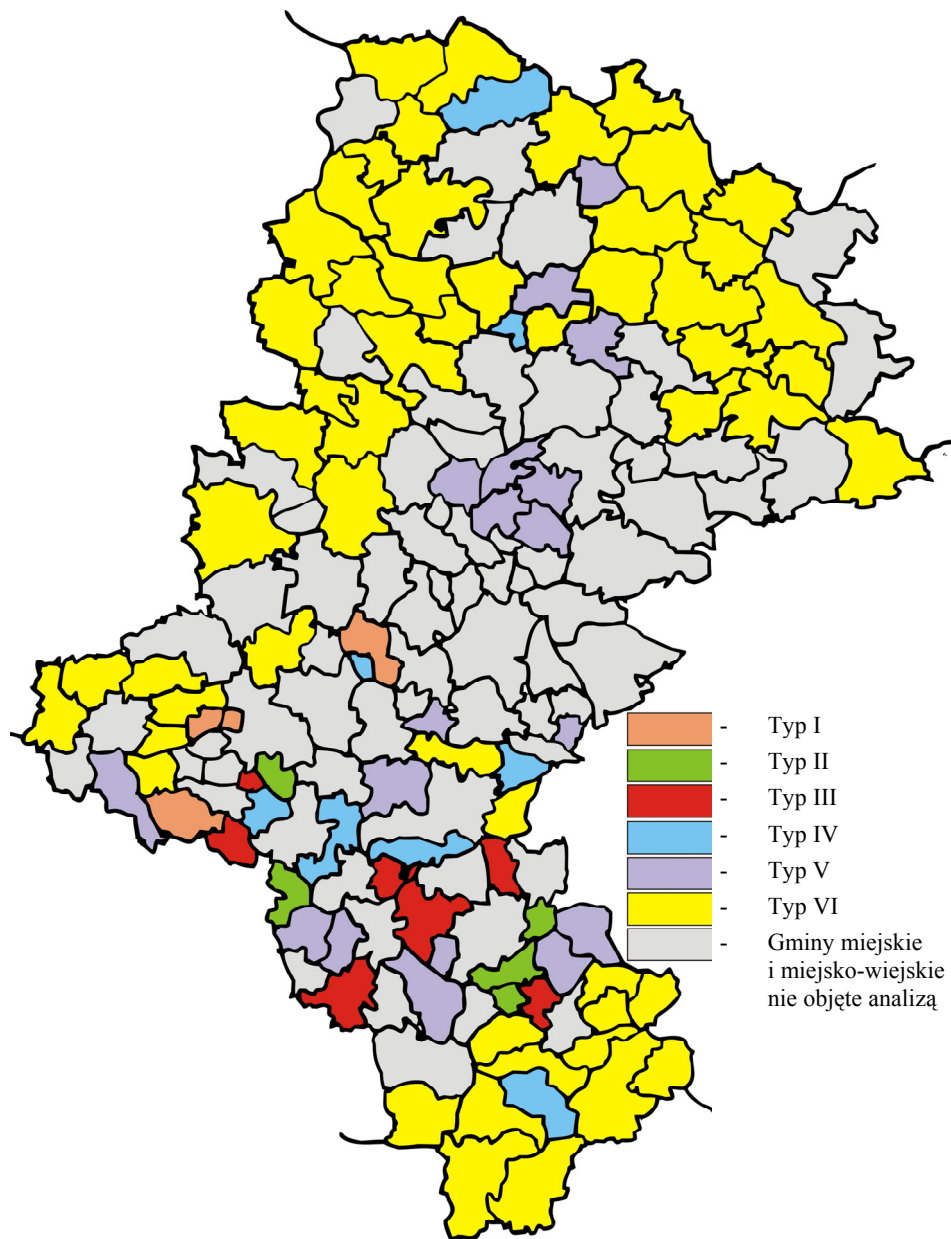 - Typ I
- Typ II
- Typ III
- Typ IV
- Typ V
- Typ VI
- Gminy miejskie
i miejsko-wiejskie
nie objęte analizą